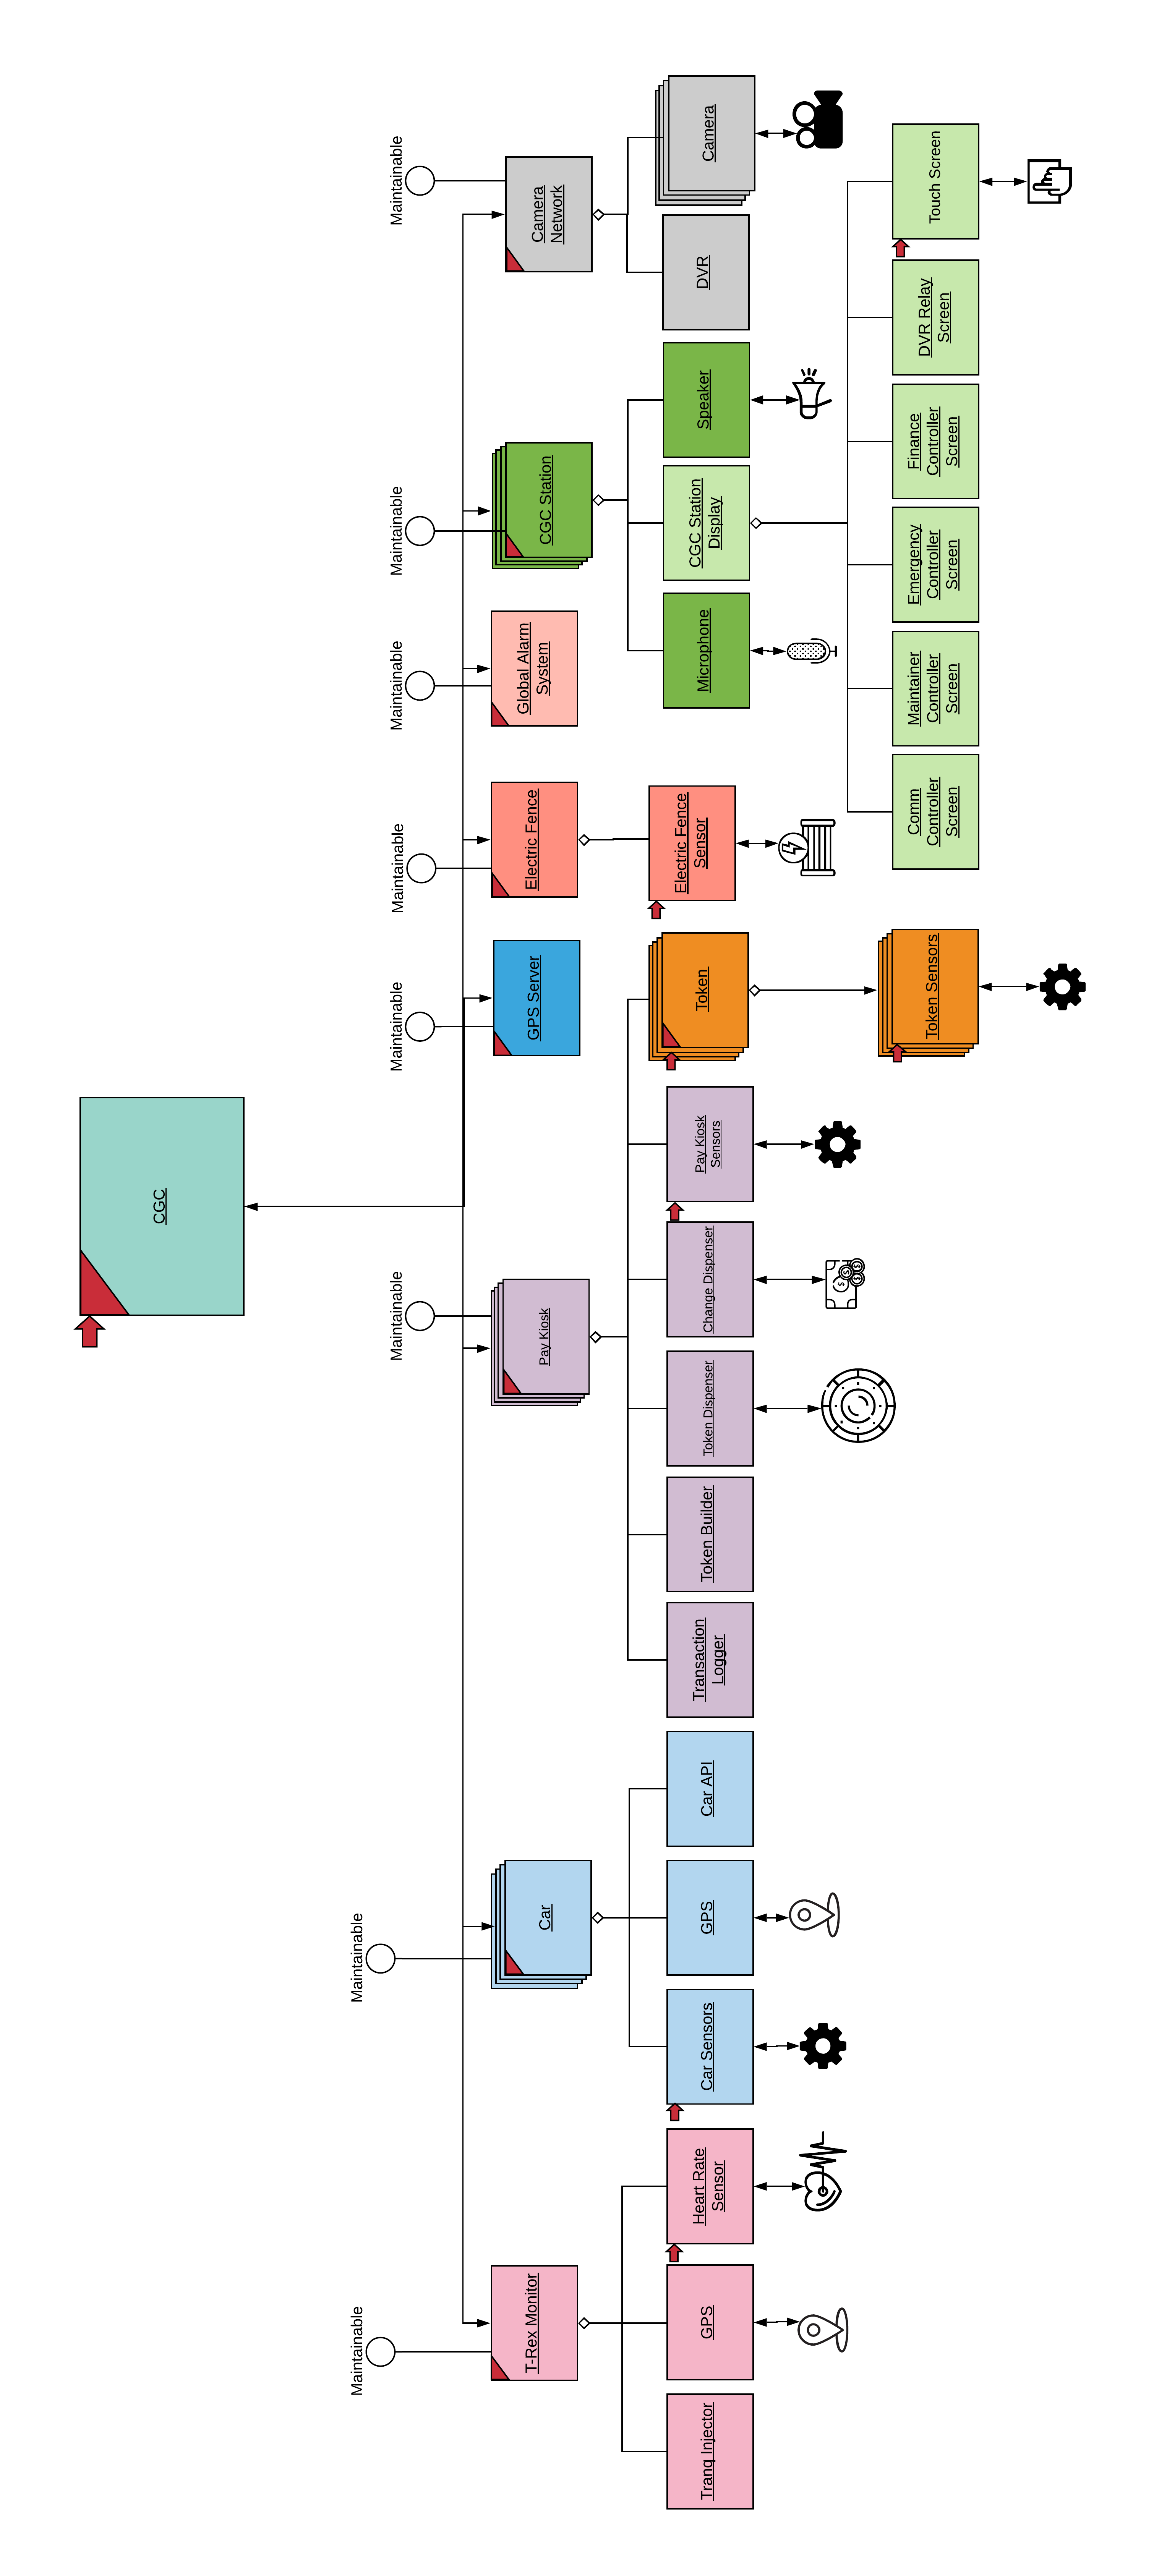 CGC
Maintainable
Maintainable
Maintainable
Maintainable
Maintainable
Maintainable
Maintainable
Maintainable
T-Rex Monitor
Car
Pay Kiosk
GPS Server
Electric Fence
Global Alarm
System
CGC Station
Camera
Network
Tranq Injector
GPS
Heart Rate
Sensor
Car Sensors
GPS
Car API
Transaction
Logger
Token Builder
Token Dispenser
Change Dispenser
Pay Kiosk
Sensors
Token
Electric Fence
Sensor
Microphone
CGC Station
Display
Speaker
DVR
Camera
Token Sensors
Comm
Controller
Screen
Maintainer
Controller
Screen
Emergency
Controller
Screen
Finance
Controller
Screen
DVR Relay
Screen
Touch Screen